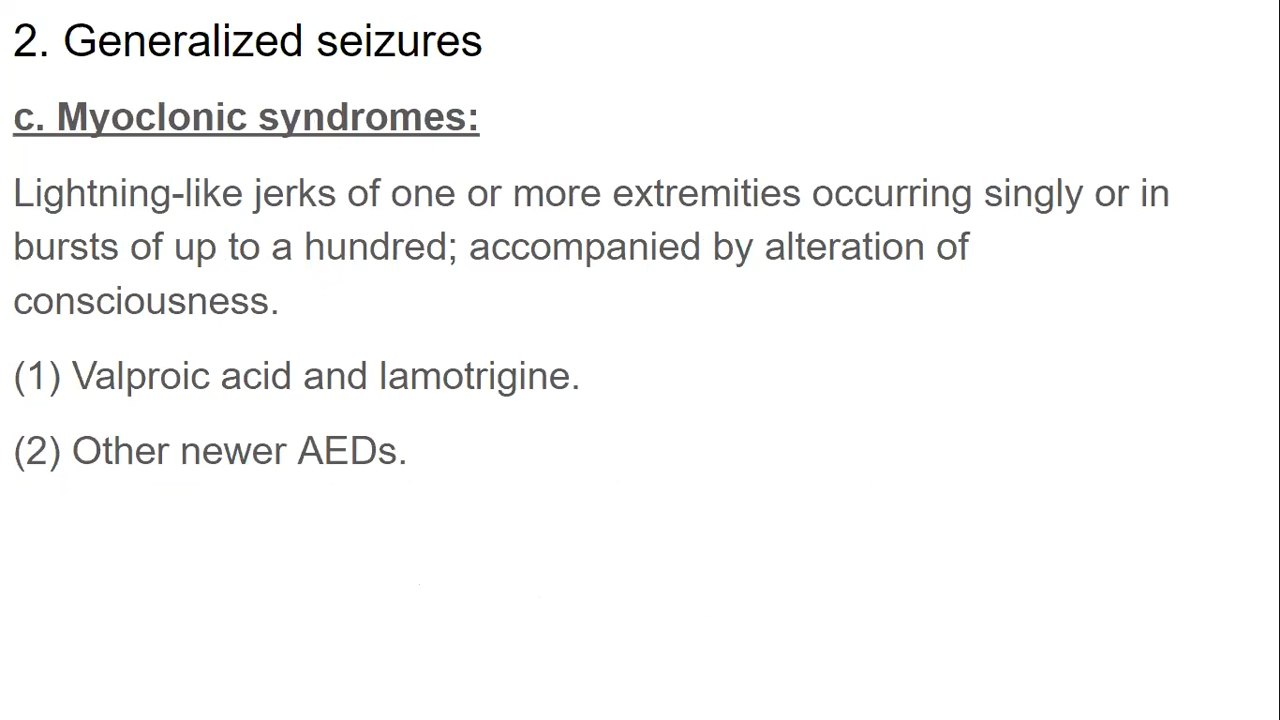 2. Generalized seizures
c. Myoclonic syndromes:
Lightning-like jerks of one or more extremities occurring singly or in
bursts of up to a hundred; accompanied by alteration of
consciousness.
(1) Valproic acid and lamotrigine.
(2) Other newer AEDs.